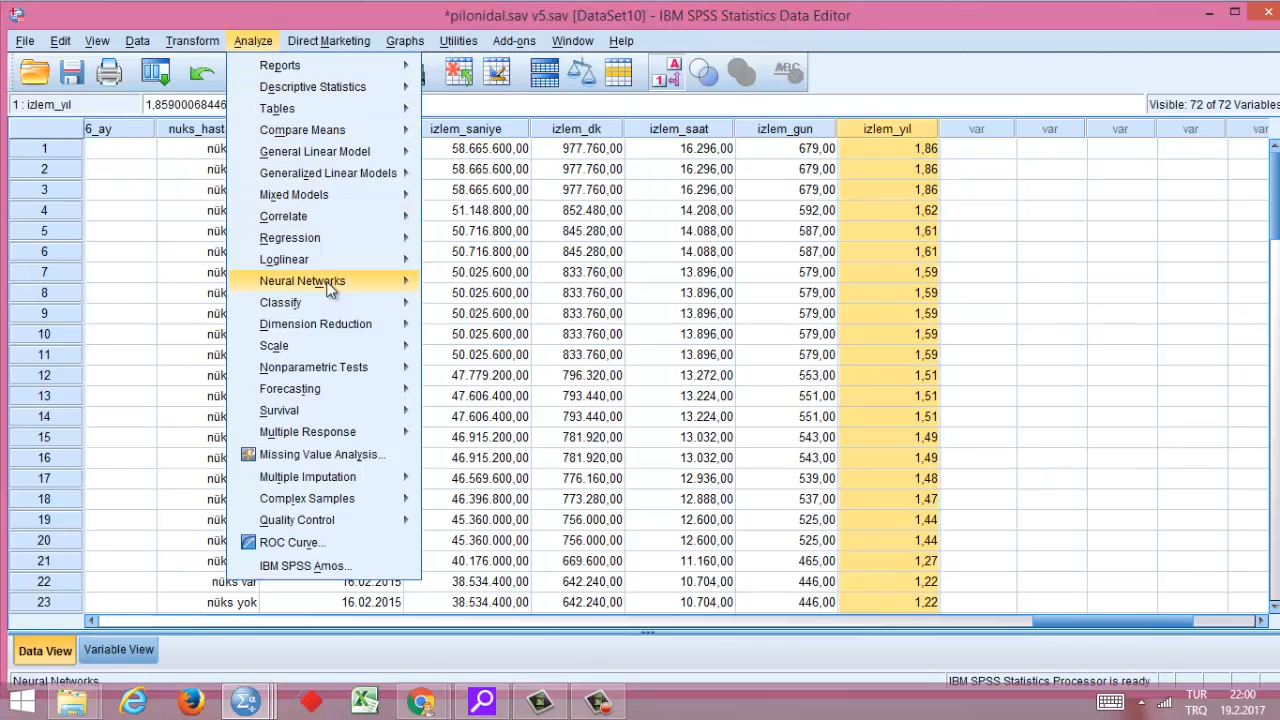 *pilonidal.sav v5.sav [DataSet10] - IBM SPSS Statistics Data Editor
File Edit View Data Transform Analyze Direct Marketing Graphs Utilities Add-ons Window Help
1 : izlem_yıl 1,85900068446 Visible: 72 of 72 Variables
6_ay nuks_hast izlem_saniye izlem_dk izlem_saat izlem_gun izlem_yıl var var var var var
1 nük 58.665.600,00 977.760,00 16.296,00 679,00 1,86
2 nük 58.665.600,00 977.760,00 16.296,00 679,00 1,86
3 nük 58.665.600,00 977.760,00 16.296,00 679,00 1,86
4 nük 51.148.800,00 852.480,00 14.208,00 592,00 1,62
5 nük 50.716.800,00 845.280,00 14.088,00 587,00 1,61
6 nük 50.716.800,00 845.280,00 14.088,00 587,00 1,61
7 nük 50.025.600,00 833.760,00 13.896,00 579,00 1,59
8 nük 50.025.600,00 833.760,00 13.896,00 579,00 1,59
9 nük 50.025.600,00 833.760,00 13.896,00 579,00 1,59
10 nük 50.025.600,00 833.760,00 13.896,00 579,00 1,59
11 nük 50.025.600,00 833.760,00 13.896,00 579,00 1,59
12 nük 47.779.200,00 796.320,00 13.272,00 553,00 1,51
13 nük 47.606.400,00 793.440,00 13.224,00 551,00 1,51
14 nük 47.606.400,00 793.440,00 13.224,00 551,00 1,51
15 nük 46.915.200,00 781.920,00 13.032,00 543,00 1,49
16 nük 46.915.200,00 781.920,00 13.032,00 543,00 1,49
17 nük 46.569.600,00 776.160,00 12.936,00 539,00 1,48
18 nük 46.396.800,00 773.280,00 12.888,00 537,00 1,47
19 nük 45.360.000,00 756.000,00 12.600,00 525,00 1,44
20 nük 45.360.000,00 756.000,00 12.600,00 525,00 1,44
21 nük 40.176.000,00 669.600,00 11.160,00 465,00 1,27
22 nüks var 16.02.2015 38.534.400,00 642.240,00 10.704,00 446,00 1,22
23 nüks yok 16.02.2015 38.534.400,00 642.240,00 10.704,00 446,00 1,22
Reports
Descriptive Statistics
Tables
Compare Means
General Linear Model
Generalized Linear Models
Mixed Models
Correlate
Regression
Loglinear
Neural Networks
Classify
Dimension Reduction
Scale
Nonparametric Tests
Forecasting
Survival
Multiple Response
Missing Value Analysis...
Multiple Imputation
Complex Samples
Quality Control
ROC Curve...
IBM SPSS Amos...
Data View Variable View
Neural Networks IBM SPSS Statistics Processor is ready
TUR 22:00
TRQ 19.2.2017